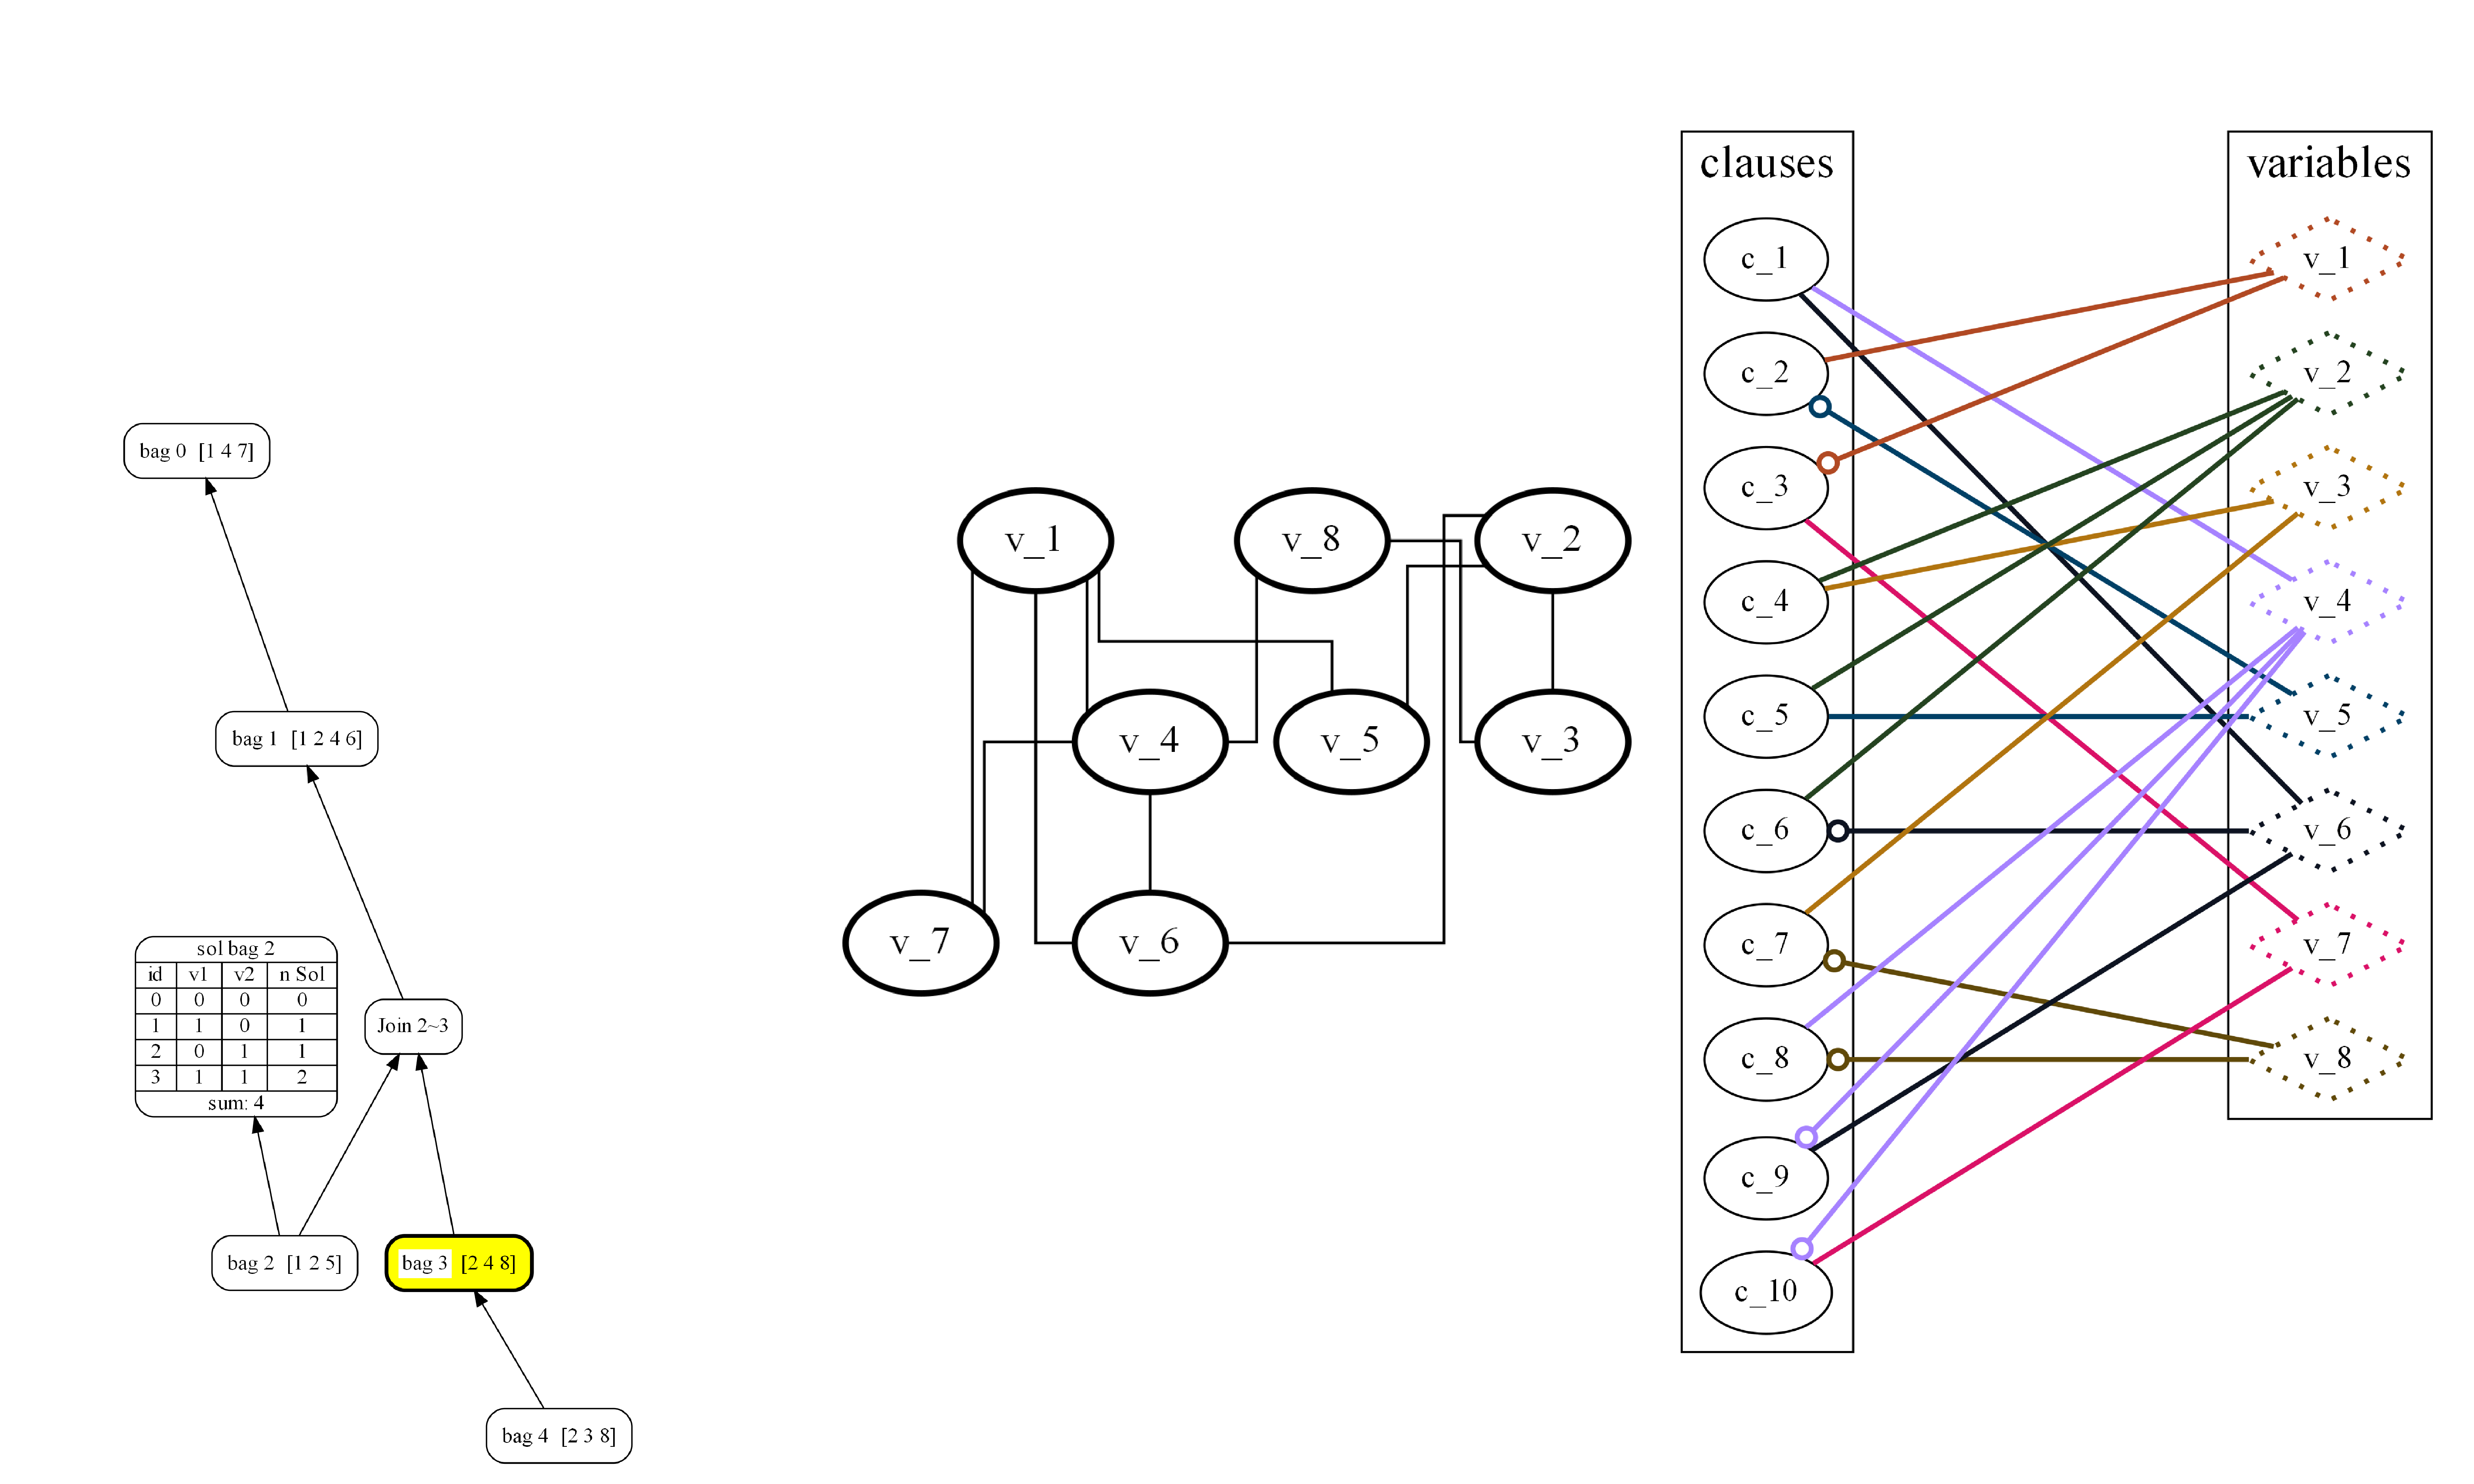 bag 0 [1 4 7]
bag 1 [1 2 4 6]
sol bag 2
id v1 v2 n Sol
0 0 0 0
1 1 0 1
2 0 1 1
3 1 1 2
sum: 4
Join 2~3
bag 2 [1 2 5]
bag 3 [2 4 8]
bag 4 [2 3 8]
v_1
v_8
v_2
v_4
v_5
v_3
v_7
v_6
clauses
c_1
c_2
c_3
c_4
c_5
c_6
c_7
c_8
c_9
c_10
variables
v_1
v_2
v_3
v_4
v_5
v_6
v_7
v_8